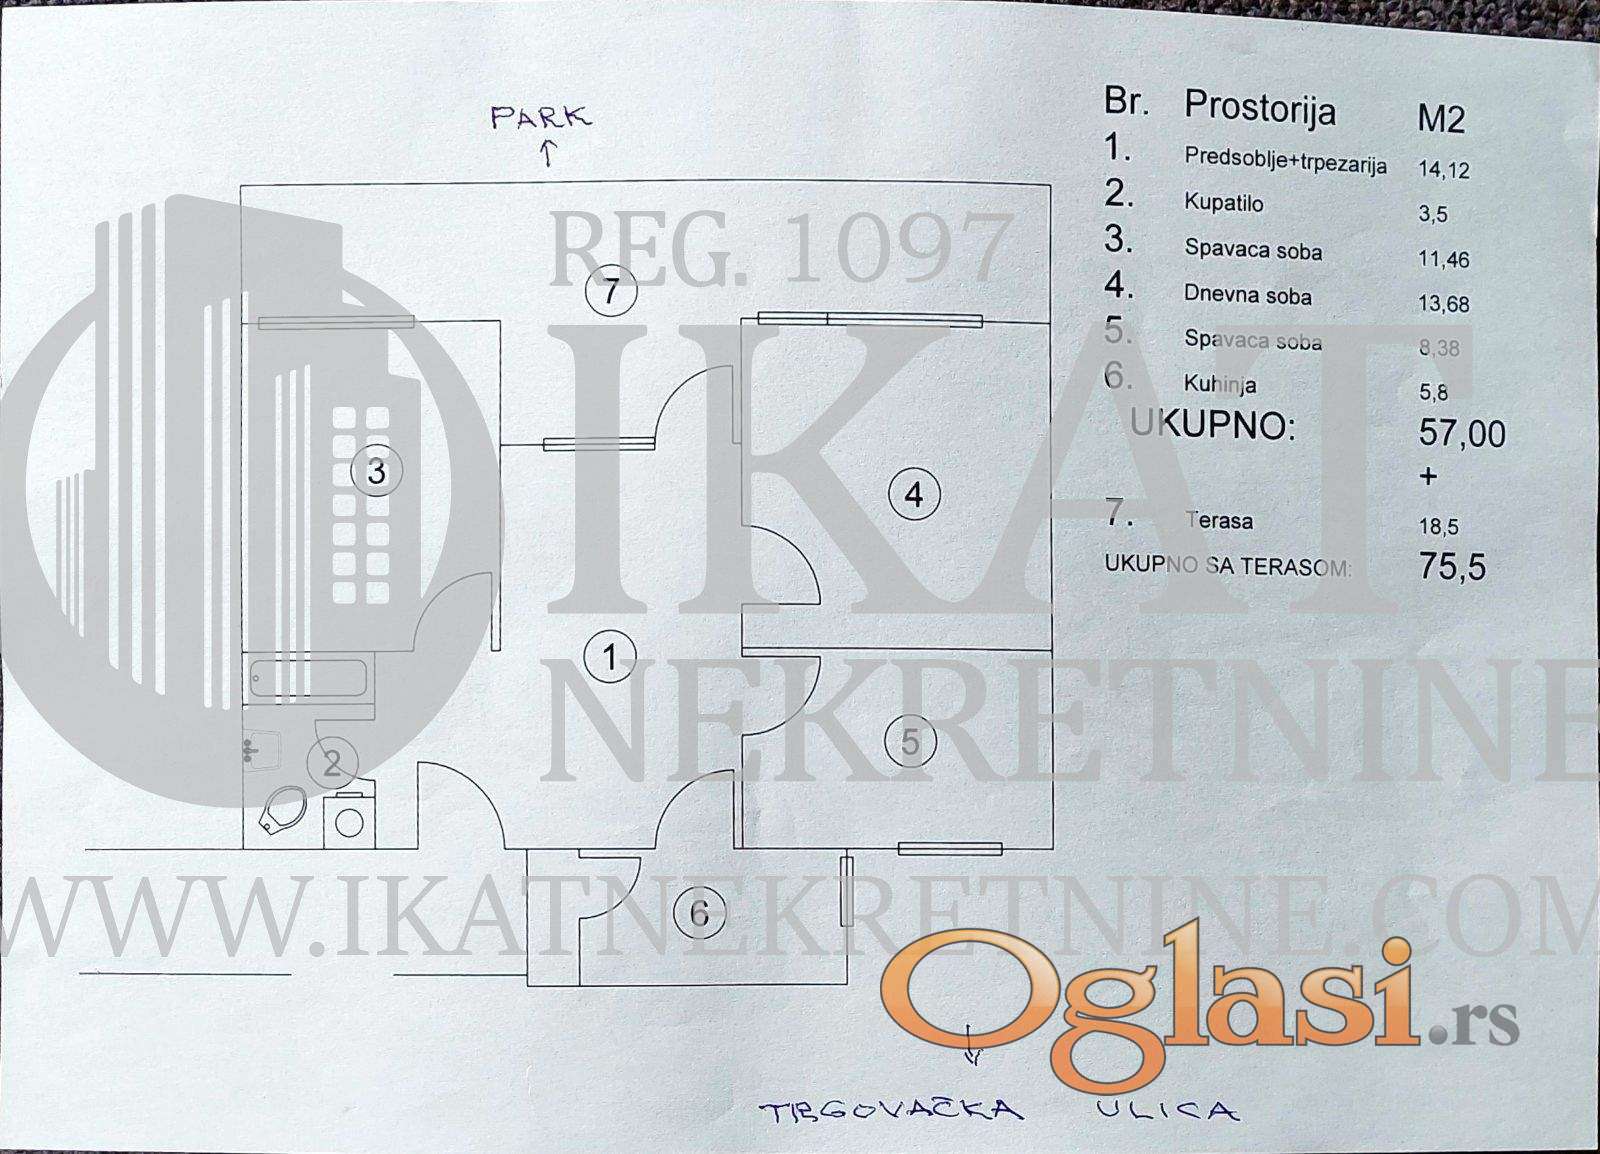 PARK
Br. Prostorija M2
1. Predsoblje+trpezarija 14,12
2. Kupatilo 3,5
3. Spavaca soba 11,46
4. Dnevna soba 13,68
5. Spavaca soba 8,38
6. Kuhinja 5,8
UKUPNO: 57,00
+
7. Terasa 18,5
UKUPNO SA TERASOM: 75,5
REG. 1097
7
IKAT
3
4
1
NEKRETNINE
5
2
WWW.IKATNEKRETNINE.COM
6
Oglasi.rs
TRGOVAČKA ULICA